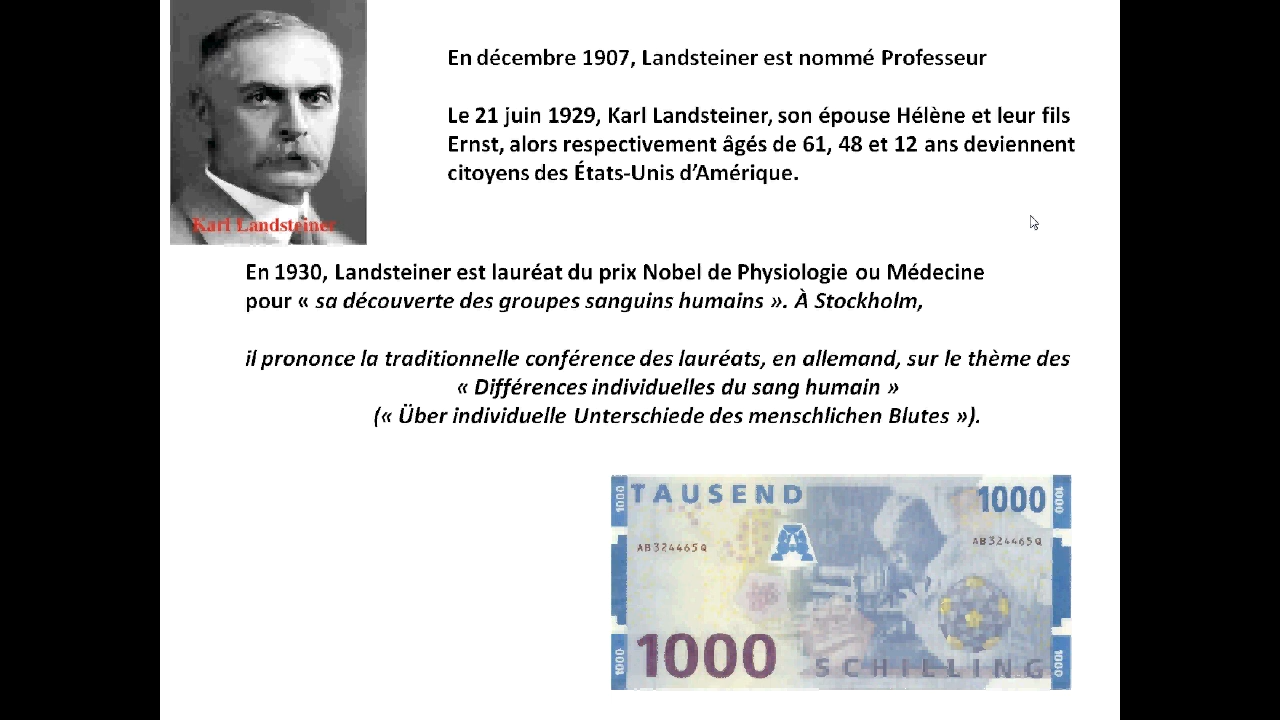 Karl Landsteiner
En décembre 1907, Landsteiner est nommé Professeur
Le 21 juin 1929, Karl Landsteiner, son épouse Hélène et leur fils
Ernst, alors respectivement âgés de 61, 48 et 12 ans deviennent
citoyens des États-Unis d’Amérique.
En 1930, Landsteiner est lauréat du prix Nobel de Physiologie ou Médecine
pour « sa découverte des groupes sanguins humains ». À Stockholm,
il prononce la traditionnelle conférence des lauréats, en allemand, sur le thème des
« Différences individuelles du sang humain »
(« Über individuelle Unterschiede des menschlichen Blutes »).
1000
TAUSEND
1000
1000
AB324465Q
AB324465Q
1000
1000
SCHILLING
1000